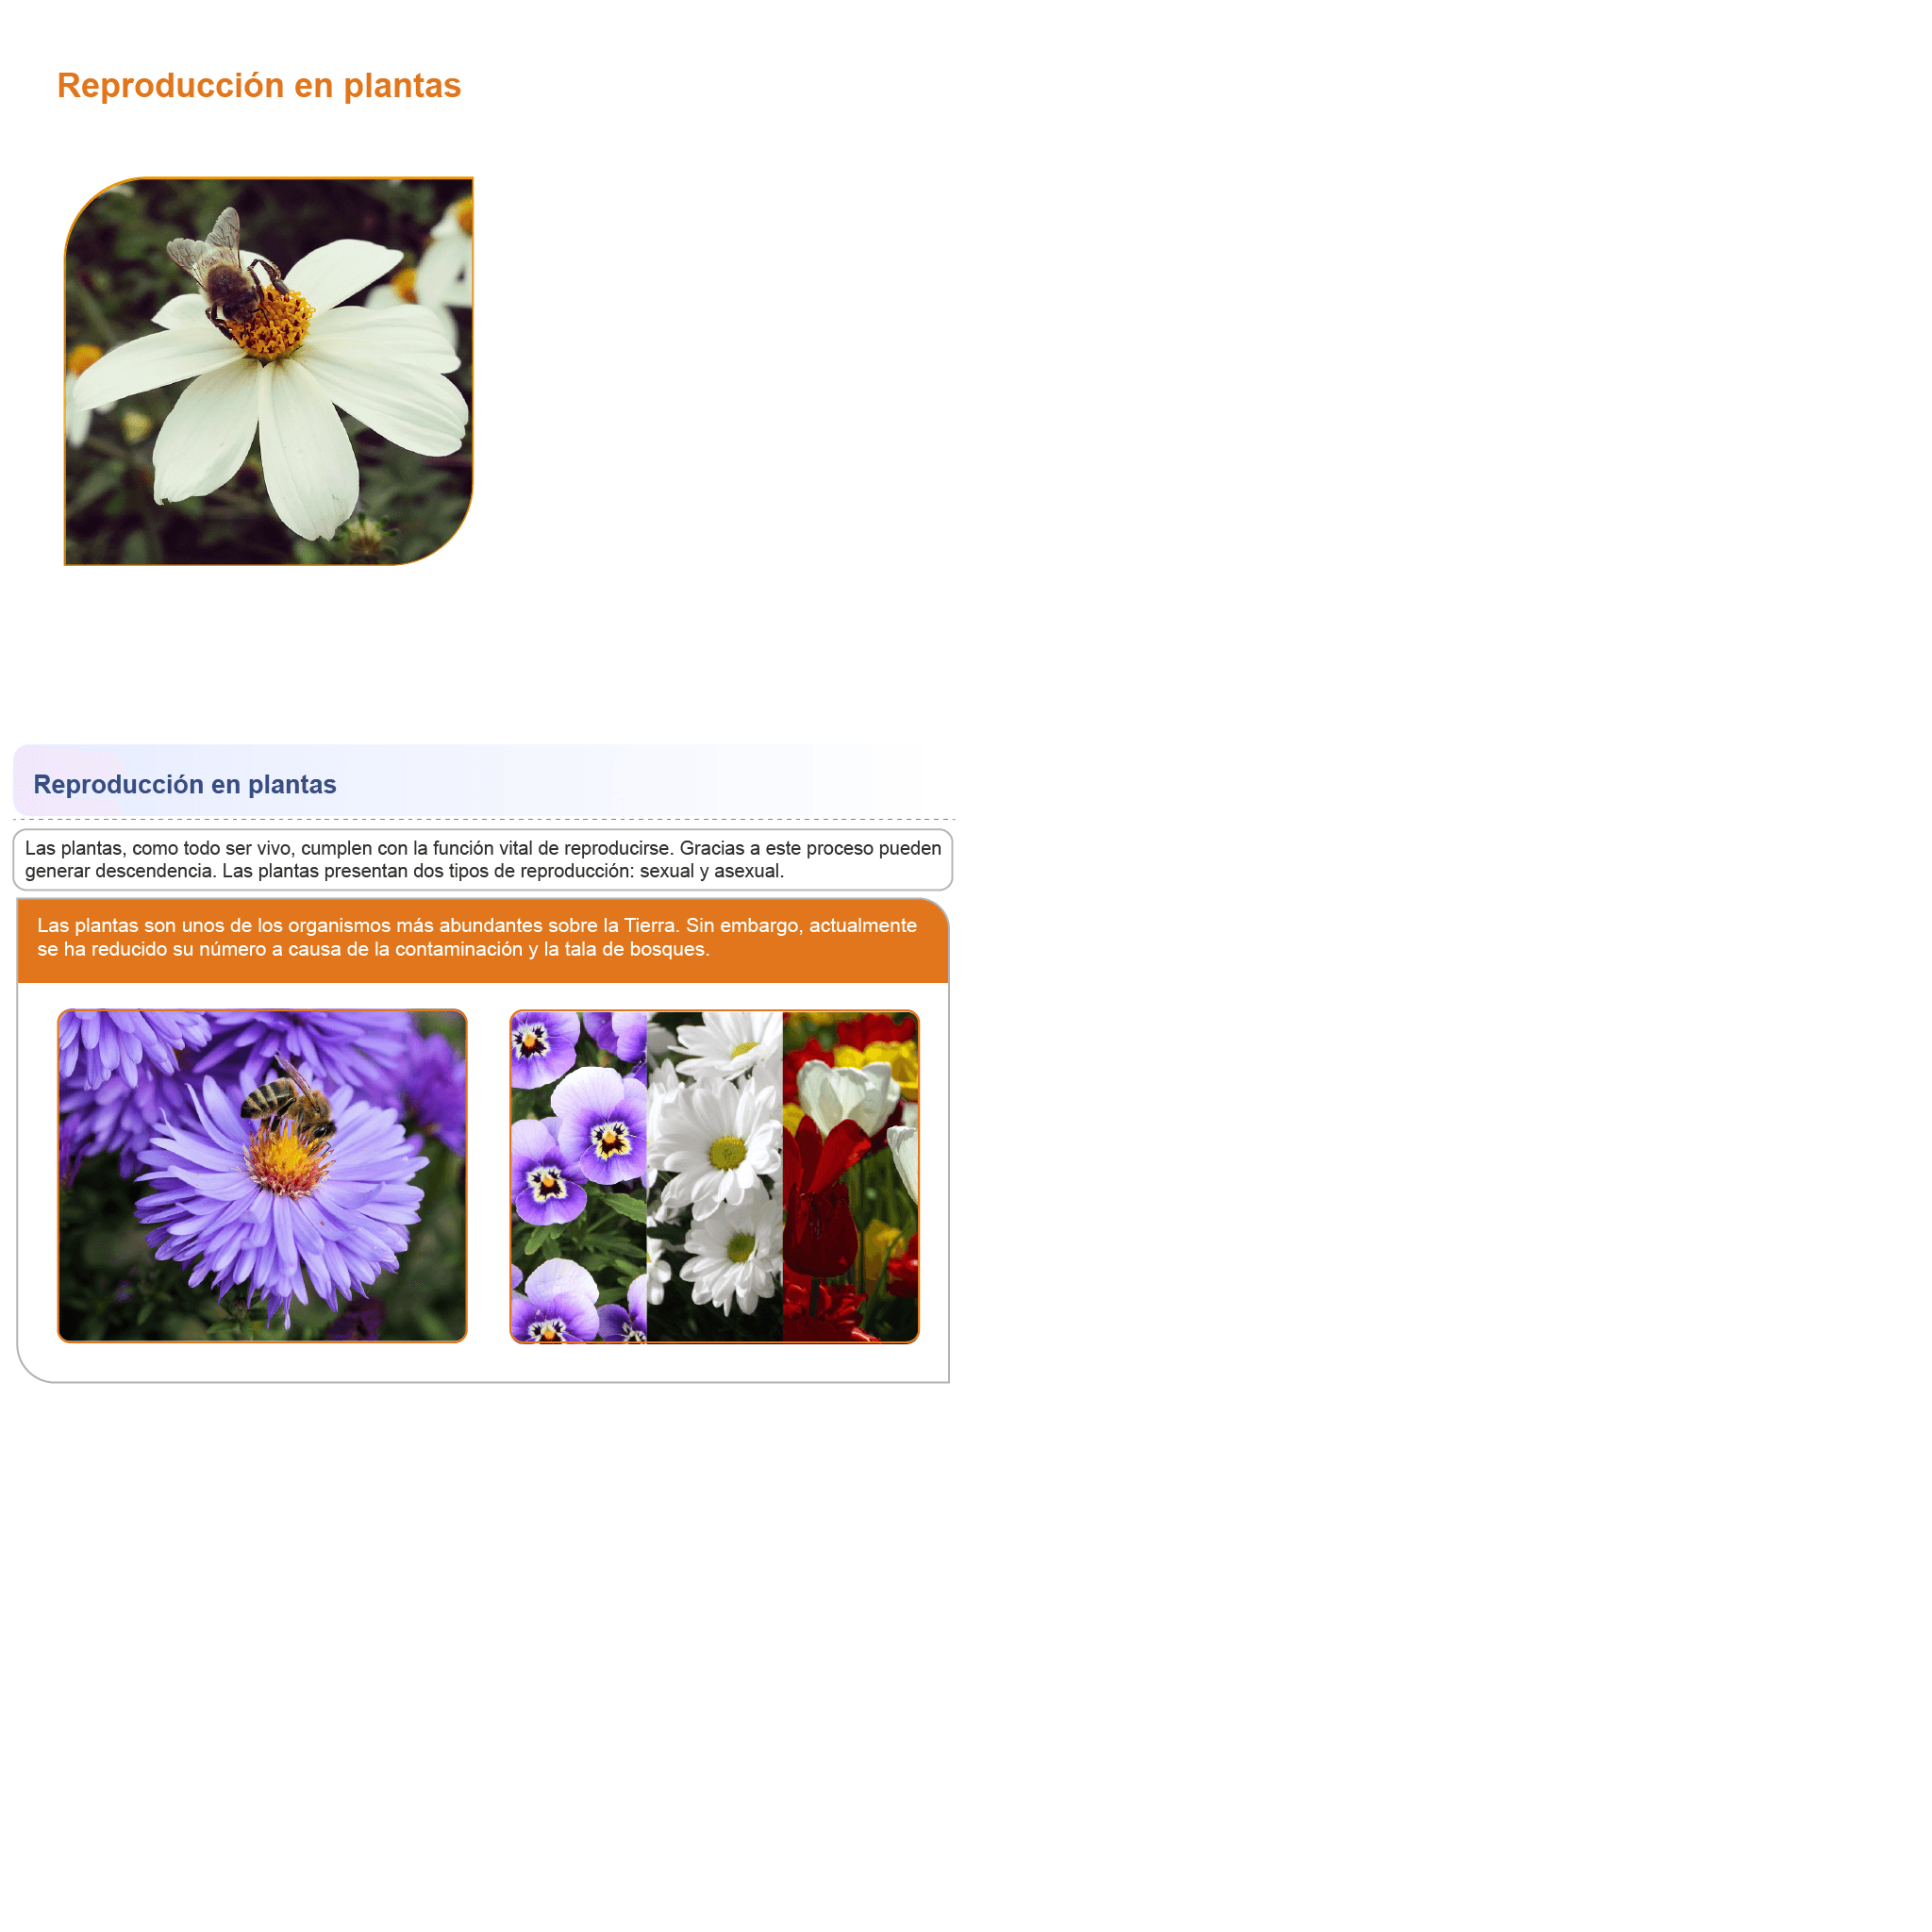 Reproducción en plantas
Reproducción en plantas
Las plantas, como todo ser vivo, cumplen con la función vital de reproducirse. Gracias a este proceso pueden
generar descendencia. Las plantas presentan dos tipos de reproducción: sexual y asexual.
Las plantas son unos de los organismos más abundantes sobre la Tierra. Sin embargo, actualmente
se ha reducido su número a causa de la contaminación y la tala de bosques.